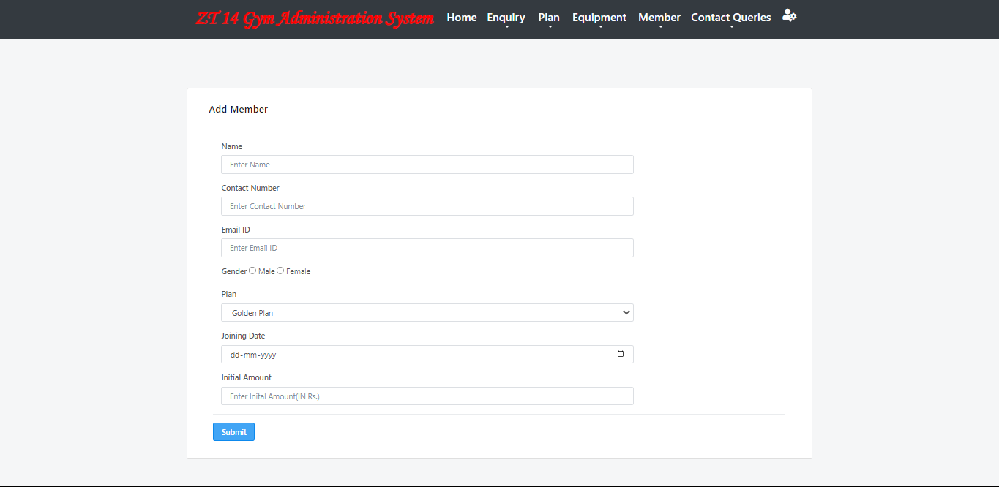 ZT 14 Gym Administration System Home Enquiry Plan Equipment Member Contact Queries
Add Member
Name
Enter Name
Contact Number
Enter Contact Number
Email ID
Enter Email ID
Gender Male Female
Plan
Golden Plan
Joining Date
dd-mm-yyyy
Initial Amount
Enter Inital Amount(IN Rs.)
Submit